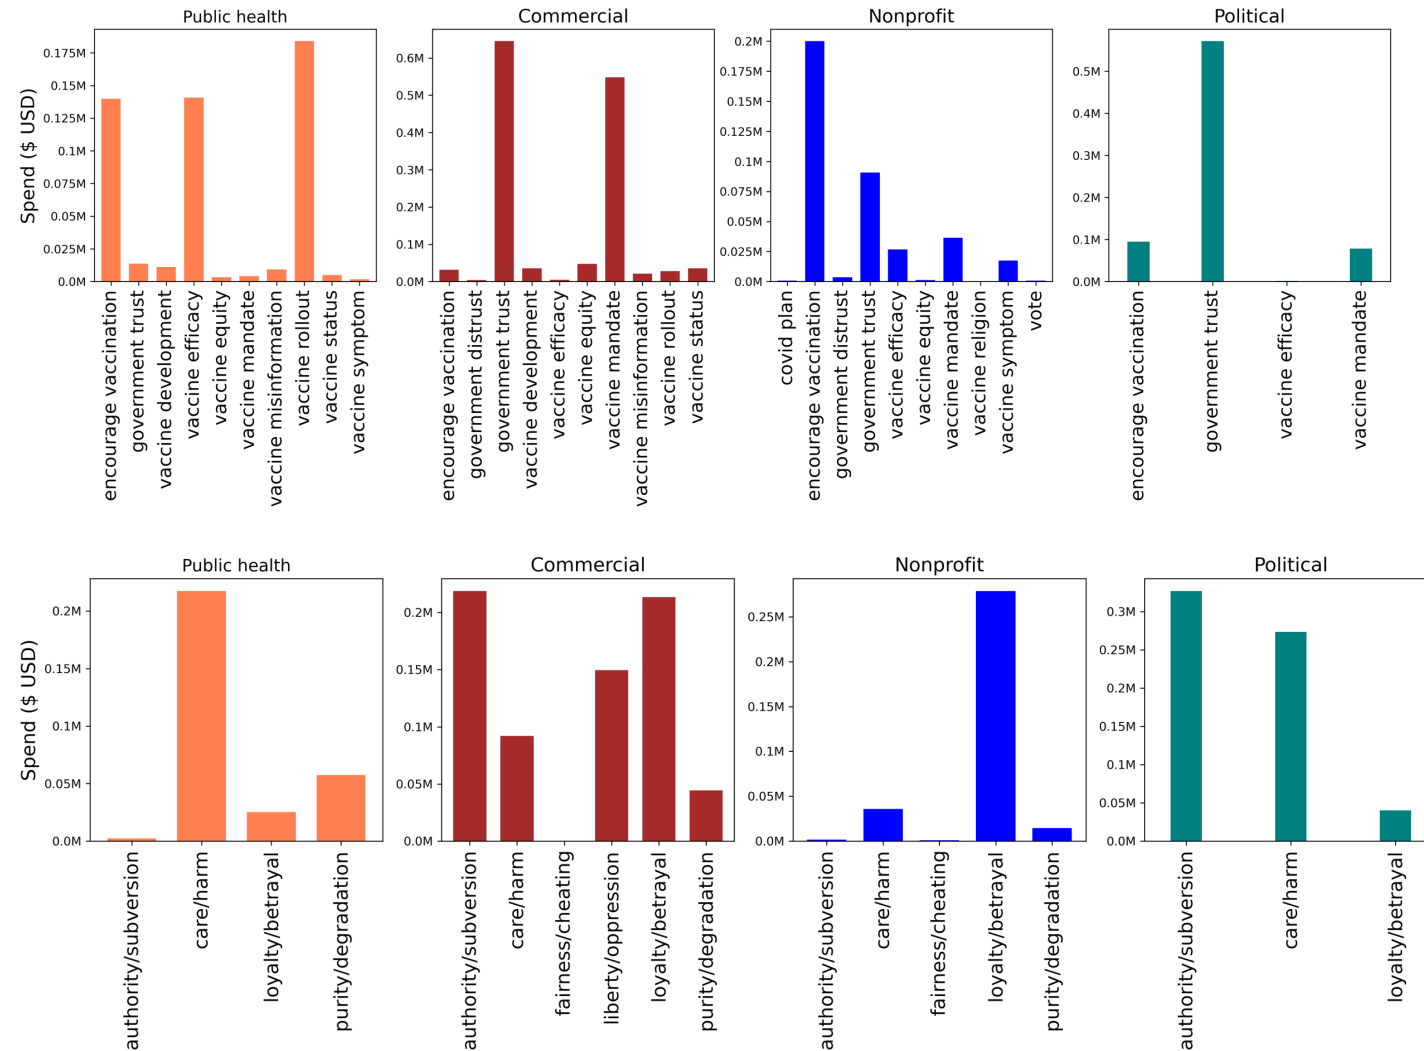 Public health
Commercial
Nonprofit
Political
Spend ($ USD)
0.175M
0.15M
0.125M
0.1M
0.075M
0.05M
0.025M
0.0M
encourage vaccination
government trust
vaccine development
vaccine efficacy
vaccine equity
vaccine mandate
vaccine misinformation
vaccine rollout
vaccine status
vaccine symptom
0.6M
0.5M
0.4M
0.3M
0.2M
0.1M
0.0M
encourage vaccination
government distrust
government trust
vaccine development
vaccine efficacy
vaccine equity
vaccine mandate
vaccine misinformation
vaccine rollout
vaccine status
0.2M
0.175M
0.15M
0.125M
0.1M
0.075M
0.05M
0.025M
0.0M
covid plan
encourage vaccination
government distrust
government trust
vaccine efficacy
vaccine equity
vaccine mandate
vaccine religion
vaccine symptom
vote
0.5M
0.4M
0.3M
0.2M
0.1M
0.0M
encourage vaccination
government trust
vaccine efficacy
vaccine mandate
Public health
Commercial
Nonprofit
Political
Spend ($ USD)
0.2M
0.15M
0.1M
0.05M
0.0M
authority/subversion
care/harm
loyalty/betrayal
purity/degradation
0.2M
0.15M
0.1M
0.05M
0.0M
authority/subversion
care/harm
fairness/cheating
liberty/oppression
loyalty/betrayal
purity/degradation
0.25M
0.2M
0.15M
0.1M
0.05M
0.0M
authority/subversion
care/harm
fairness/cheating
loyalty/betrayal
purity/degradation
0.3M
0.25M
0.2M
0.15M
0.1M
0.05M
0.0M
authority/subversion
care/harm
loyalty/betrayal